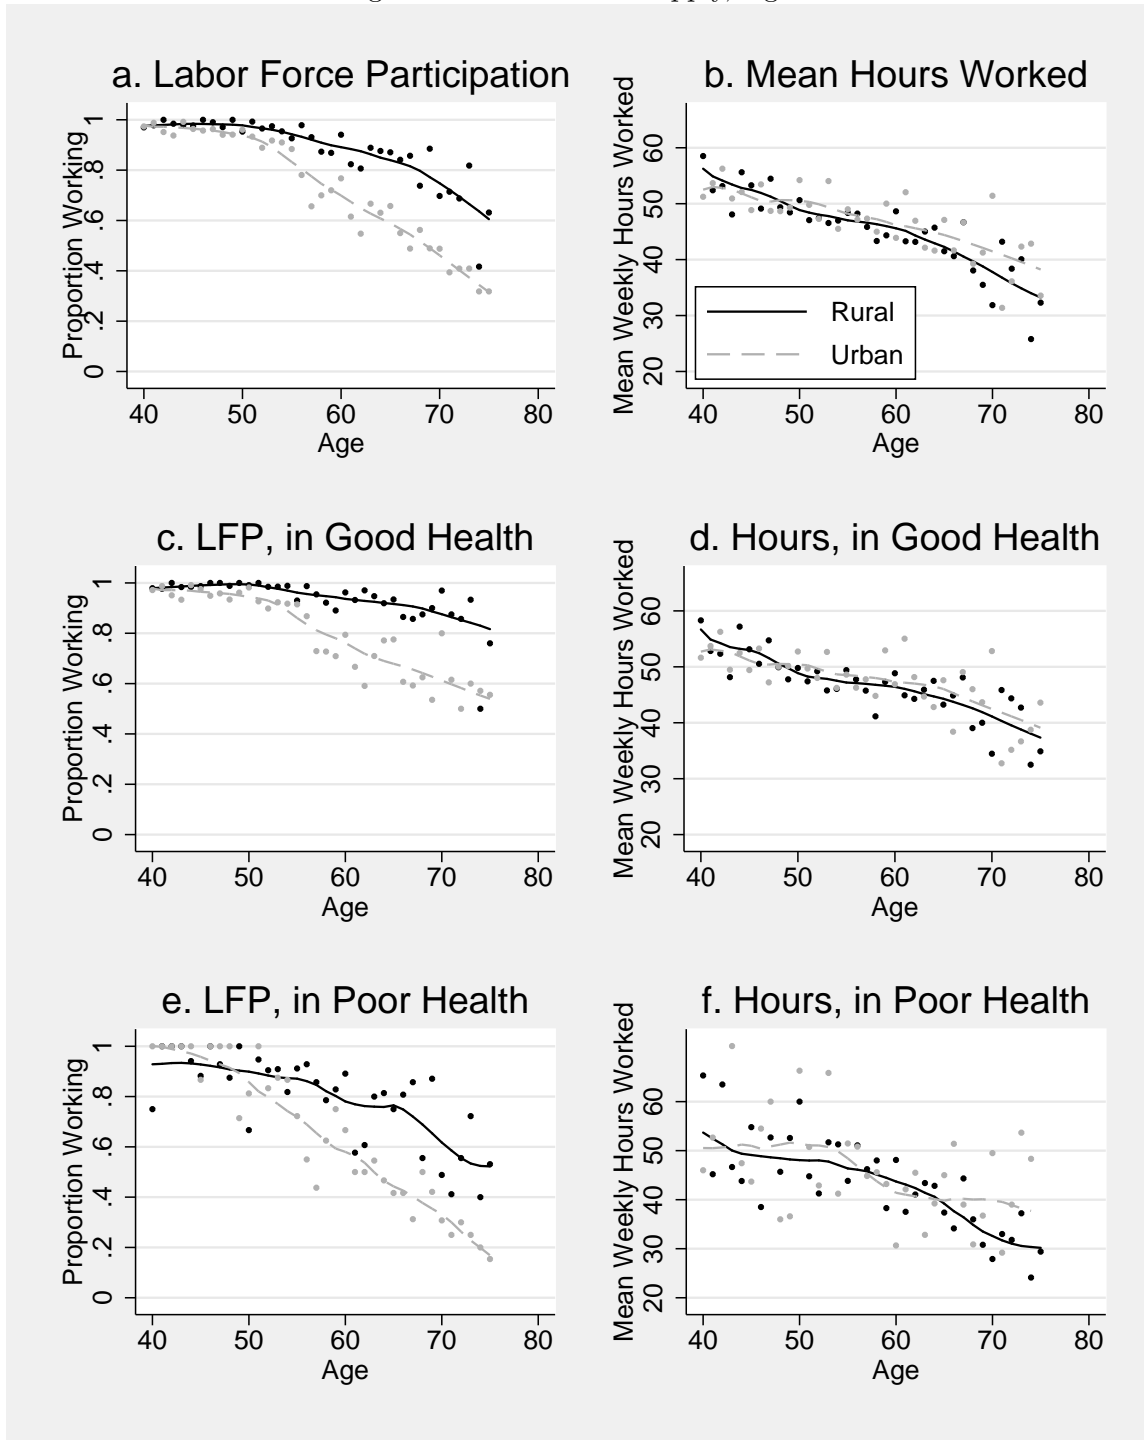 a. Labor Force Participation
Proportion Working
1
.8
.6
.4
.2
0
40 50 60 70 80
Age
b. Mean Hours Worked
Mean Weekly Hours Worked
60
50
40
30
20
Rural
Urban
40 50 60 70 80
Age
c. LFP, in Good Health
Proportion Working
1
.8
.6
.4
.2
0
40 50 60 70 80
Age
d. Hours, in Good Health
Mean Weekly Hours Worked
60
50
40
30
20
40 50 60 70 80
Age
e. LFP, in Poor Health
Proportion Working
1
.8
.6
.4
.2
0
40 50 60 70 80
Age
f. Hours, in Poor Health
Mean Weekly Hours Worked
60
50
40
30
20
40 50 60 70 80
Age